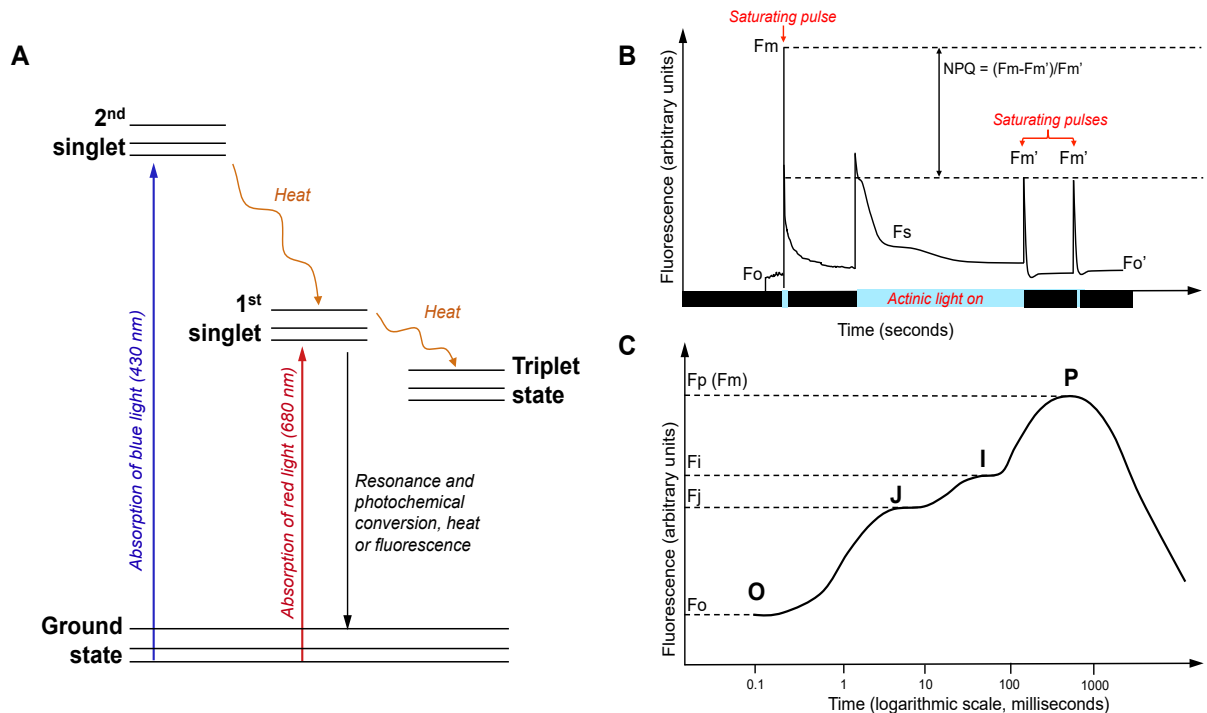 A
2nd
singlet
Heat
1st
singlet
Heat
Triplet
state
Absorption of blue light (430 nm)
Absorption of red light (680 nm)
Resonance and
photochemical
conversion, heat
or fluorescence
Ground
state
B
Fluorescence (arbitrary units)
Saturating pulse
Fm
NPQ = (Fm-Fm’)/Fm’
Saturating pulses
Fm’ Fm’
Fs
Fo
Fo’
Actinic light on
Time (seconds)
C
Fluorescence (arbitrary units)
Fp (Fm)
P
Fi
I
Fj
J
O
Fo
0.1 1 10 100 1000
Time (logarithmic scale, milliseconds)